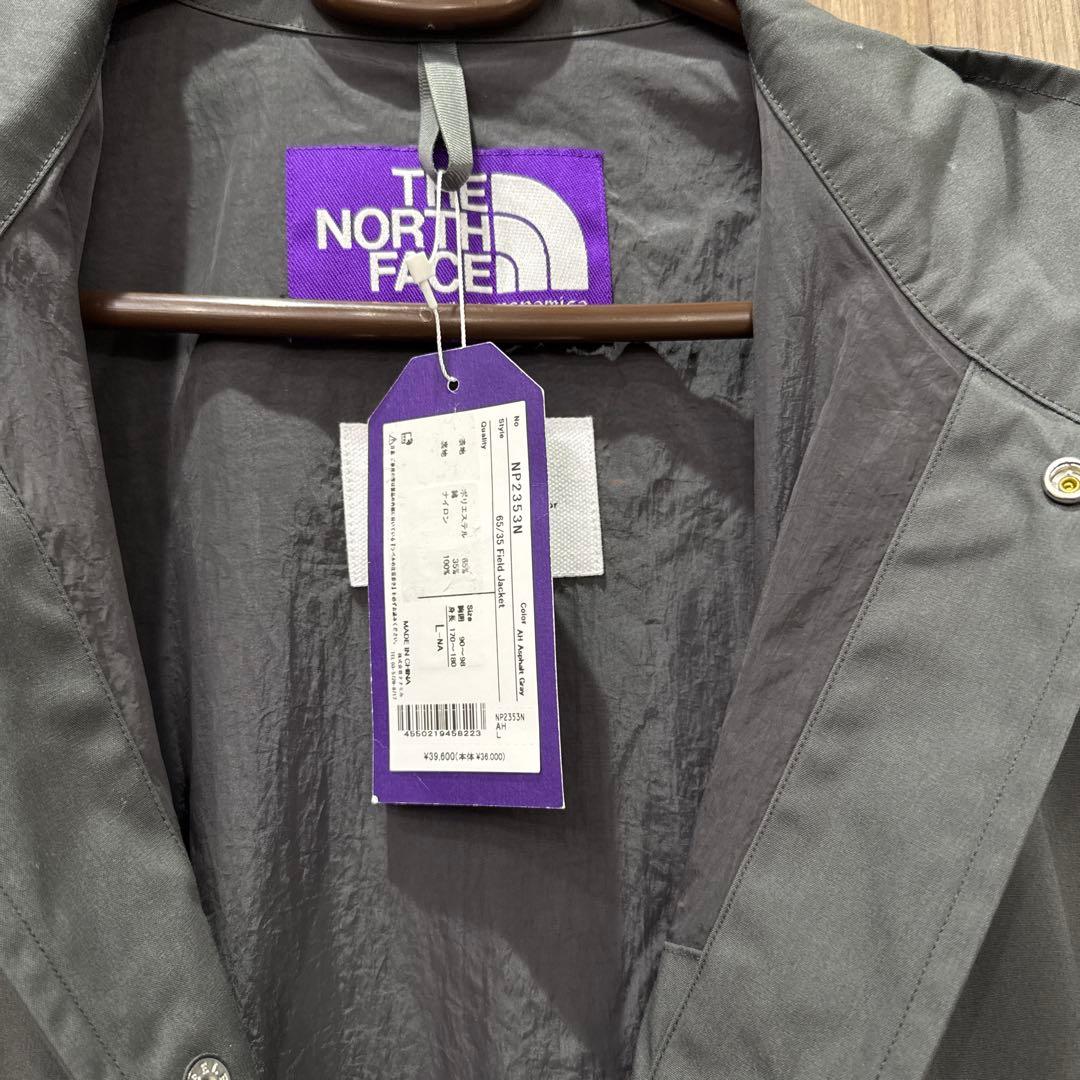 THE
NORTH
FACE
No NP2353N Color AH Asphalt Gray
Style 65/35 Field Jacket
Quality
表地 ポリエステル 65%
綿 35%
裏地 ナイロン 100%
Size
胸囲 90~98
身長 170~180
L-NA
MADE IN CHINA
NP2353N
AH
L
4550219458223
¥39,600(本体 ¥36,000)